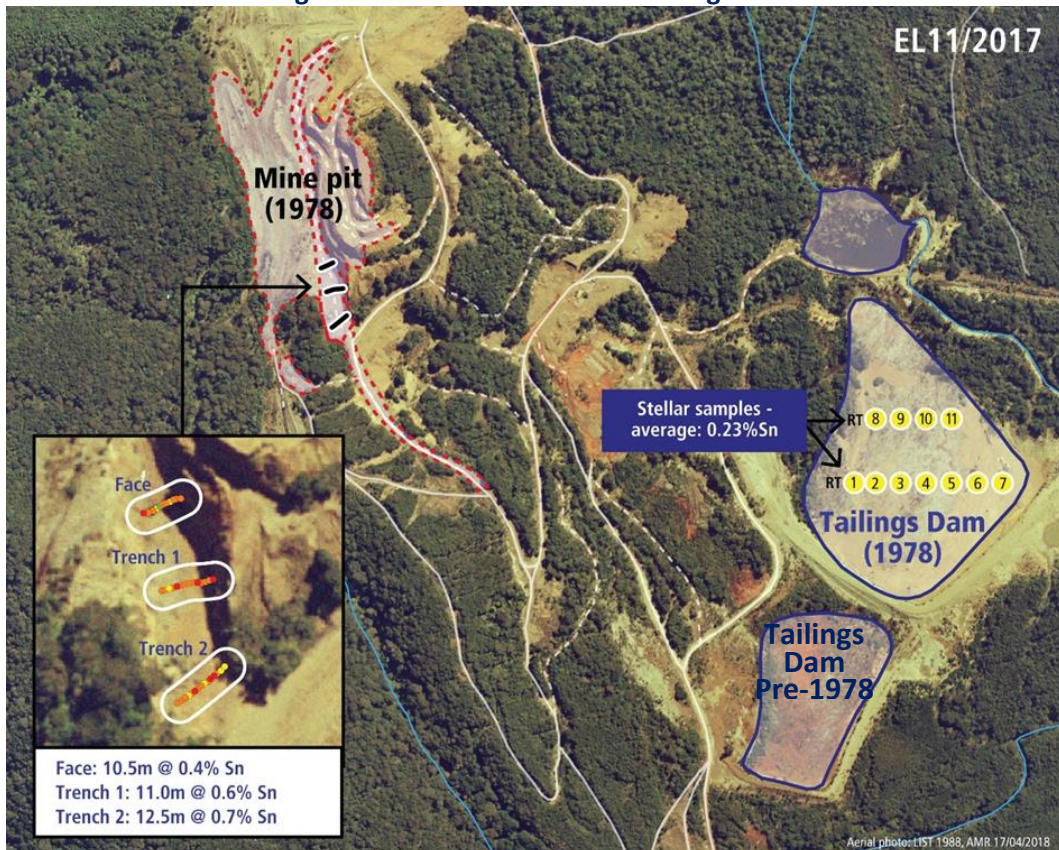 EL11/2017
Mine pit
(1978)
Stellar samples -
average: 0.23%Sn
RT 8 9 10 11
RT 1 2 3 4 5 6 7
Tailings Dam
(1978)
Tailings
Dam
Pre-1978
Face
Trench 1
Trench 2
Face: 10.5m @ 0.4% Sn
Trench 1: 11.0m @ 0.6% Sn
Trench 2: 12.5m @ 0.7% Sn
Aerial photo: LIST 1988, AMR 17/04/2018